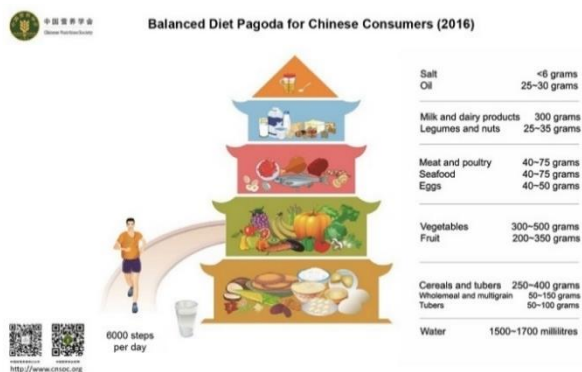 中国营养学会
Chinese Nutrition Society
Balanced Diet Pagoda for Chinese Consumers (2016)
Salt <6 grams
Oil 25~30 grams
Milk and dairy products 300 grams
Legumes and nuts 25~35 grams
Meat and poultry 40~75 grams
Seafood 40~75 grams
Eggs 40~50 grams
Vegetables 300~500 grams
Fruit 200~350 grams
Cereals and tubers 250~400 grams
Wholemeal and multigrain 50~150 grams
Tubers 50~100 grams
Water 1500~1700 millilitres
6000 steps
per day
http://www.cnsoc.org